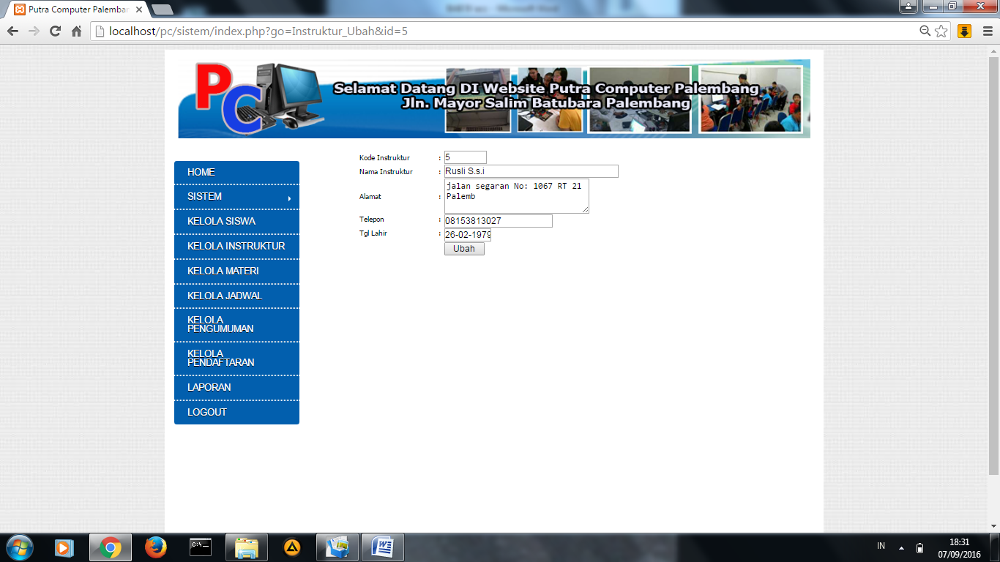 Putra Computer Palembar
localhost/pc/sistem/index.php?go=Instruktur_Ubah&id=5
PC
Selamat Datang DI Website Putra Computer Palembang
Jln. Mayor Salim Batubara Palembang
HOME
SISTEM
KELOLA SISWA
KELOLA INSTRUKTUR
KELOLA MATERI
KELOLA JADWAL
KELOLA
PENGUMUMAN
KELOLA
PENDAFTARAN
LAPORAN
LOGOUT
Kode Instruktur : 5
Nama Instruktur : Rusli S.s.i
Alamat : jalan segaran No: 1067 RT 21
Palemb
Telepon : 08153813027
Tgl Lahir : 26-02-1979
Ubah
IN
18:31
07/09/2016